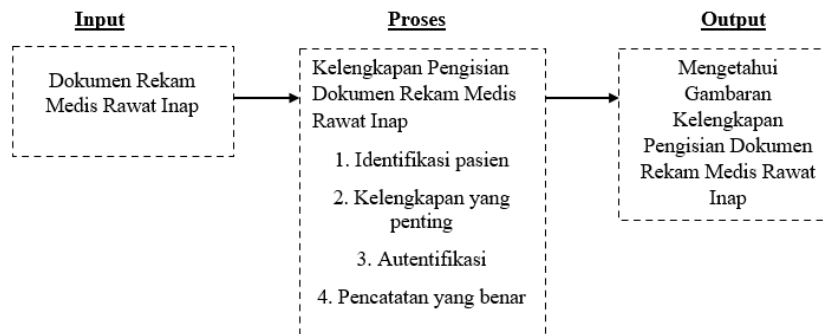 Input
Dokumen Rekam
Medis Rawat Inap
Proses
Kelengkapan Pengisian
Dokumen Rekam Medis
Rawat Inap
1. Identifikasi pasien
2. Kelengkapan yang
penting
3. Autentifikasi
4. Pencatatan yang benar
Output
Mengetahui
Gambaran
Kelengkapan
Pengisian Dokumen
Rekam Medis Rawat
Inap